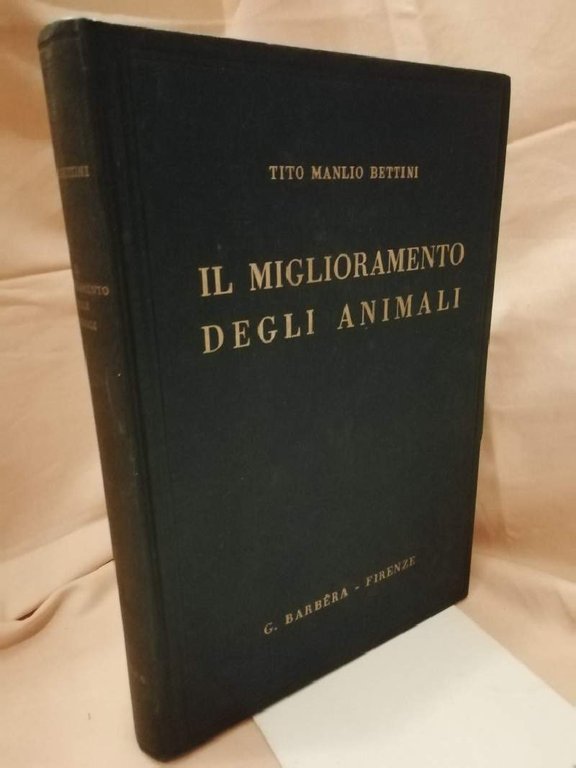 TITO MANLIO BETTINI
IL MIGLIORAMENTO
DEGLI ANIMALI
G. BARBÈRA - FIRENZE